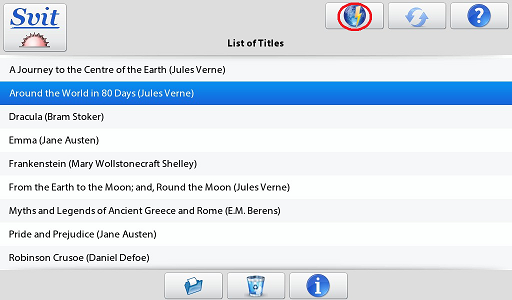 Svit
List of Titles
A Journey to the Centre of the Earth (Jules Verne)
Around the World in 80 Days (Jules Verne)
Dracula (Bram Stoker)
Emma (Jane Austen)
Frankenstein (Mary Wollstonecraft Shelley)
From the Earth to the Moon; and, Round the Moon (Jules Verne)
Myths and Legends of Ancient Greece and Rome (E.M. Berens)
Pride and Prejudice (Jane Austen)
Robinson Crusoe (Daniel Defoe)